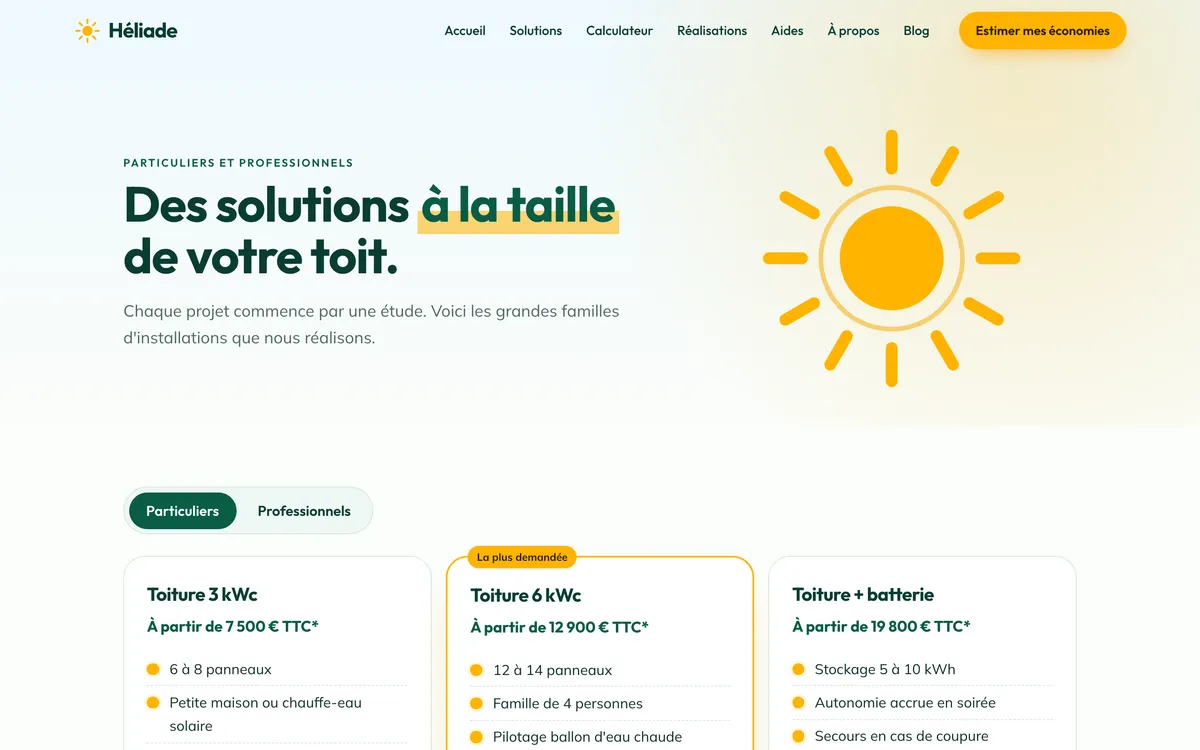 Héliade
Accueil
Solutions
Calculateur
Réalisations
Aides
À propos
Blog
Estimer mes économies
PARTICULIERS ET PROFESSIONNELS
Des solutions à la taille
de votre toit.
Chaque projet commence par une étude. Voici les grandes familles
d'installations que nous réalisons.
Particuliers
Professionnels
Toiture 3 kWc
À partir de 7 500 € TTC*
6 à 8 panneaux
Petite maison ou chauffe-eau
solaire
La plus demandée
Toiture 6 kWc
À partir de 12 900 € TTC*
12 à 14 panneaux
Famille de 4 personnes
Pilotage ballon d'eau chaude
Toiture + batterie
À partir de 19 800 € TTC*
Stockage 5 à 10 kWh
Autonomie accrue en soirée
Secours en cas de coupure